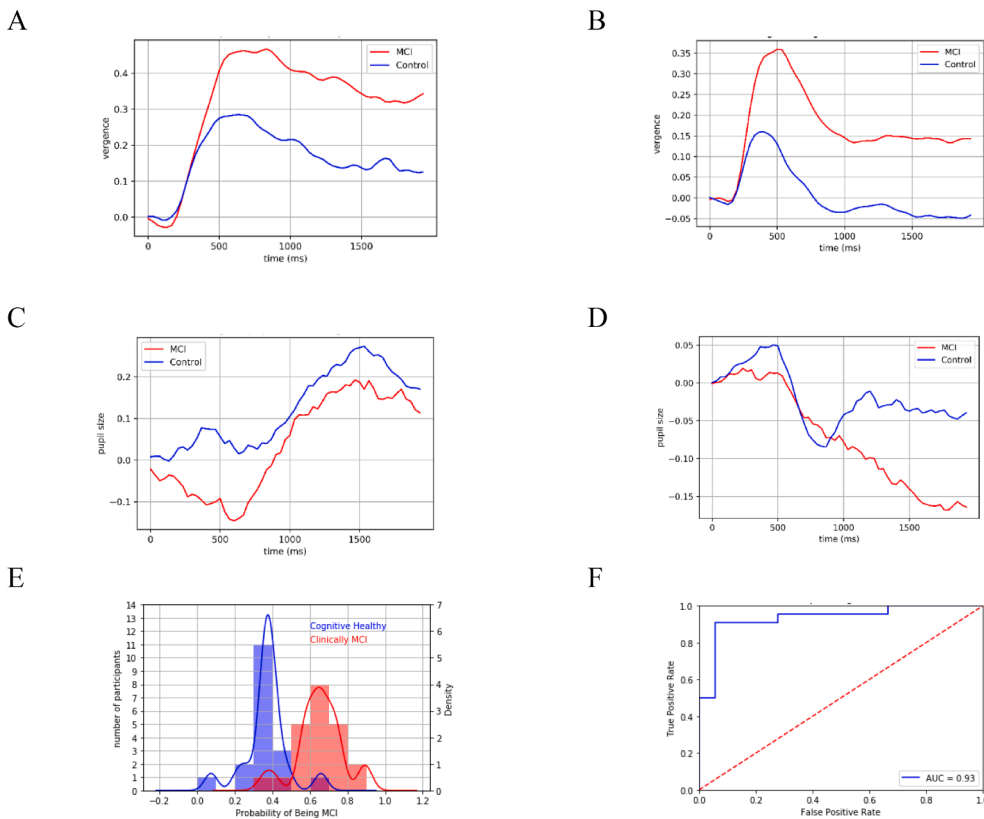 A
B
0.4
0.3
0.2
0.1
0.0
vergence
MCI
Control
0
500
1000
1500
time (ms)
0.35
0.30
0.25
0.20
0.15
0.10
0.05
0.00
−0.05
vergence
MCI
Control
0
500
1000
1500
time (ms)
C
D
0.2
0.1
0.0
−0.1
pupil size
MCI
Control
0
500
1000
1500
time (ms)
0.05
0.00
−0.05
−0.10
−0.15
pupil size
MCI
Control
0
500
1000
1500
time (ms)
E
F
14
13
12
11
10
9
8
7
6
5
4
3
2
1
0
number of participants
Cognitive Healthy
Clinically MCI
7
6
5
4
3
2
1
0
Density
−0.2
0.0
0.2
0.4
0.6
0.8
1.0
1.2
Probability of Being MCI
1.0
0.8
0.6
0.4
0.2
0.0
True Positive Rate
AUC = 0.93
0.0
0.2
0.4
0.6
0.8
1.0
False Positive Rate